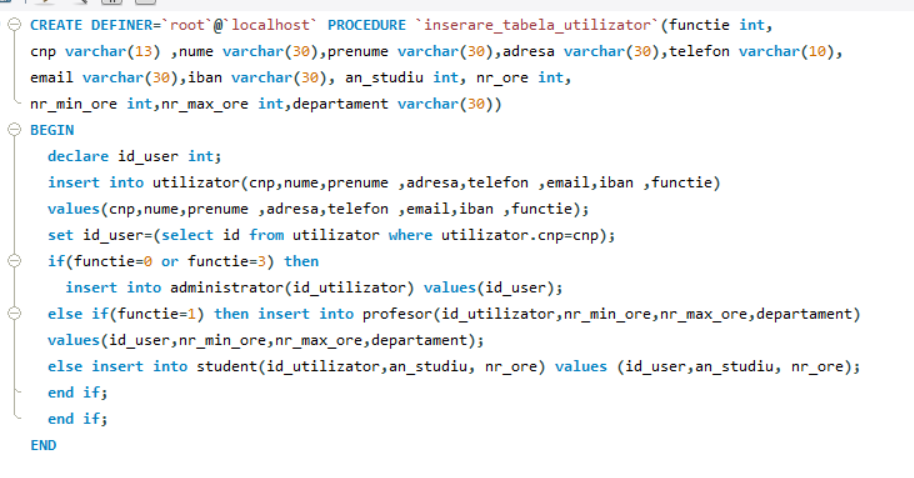 CREATE DEFINER=`root`@`localhost` PROCEDURE `inserare_tabela_utilizator`(functie int,
cnp varchar(13) ,nume varchar(30),prenume varchar(30),adresa varchar(30),telefon varchar(10),
email varchar(30),iban varchar(30), an_studiu int, nr_ore int,
nr_min_ore int,nr_max_ore int,departament varchar(30))
BEGIN
declare id_user int;
insert into utilizator(cnp,nume,prenume ,adresa,telefon ,email,iban ,functie)
values(cnp,nume,prenume ,adresa,telefon ,email,iban ,functie);
set id_user=(select id from utilizator where utilizator.cnp=cnp);
if(functie=0 or functie=3) then
insert into administrator(id_utilizator) values(id_user);
else if(functie=1) then insert into profesor(id_utilizator,nr_min_ore,nr_max_ore,departament)
values(id_user,nr_min_ore,nr_max_ore,departament);
else insert into student(id_utilizator,an_studiu, nr_ore) values (id_user,an_studiu, nr_ore);
end if;
end if;
END